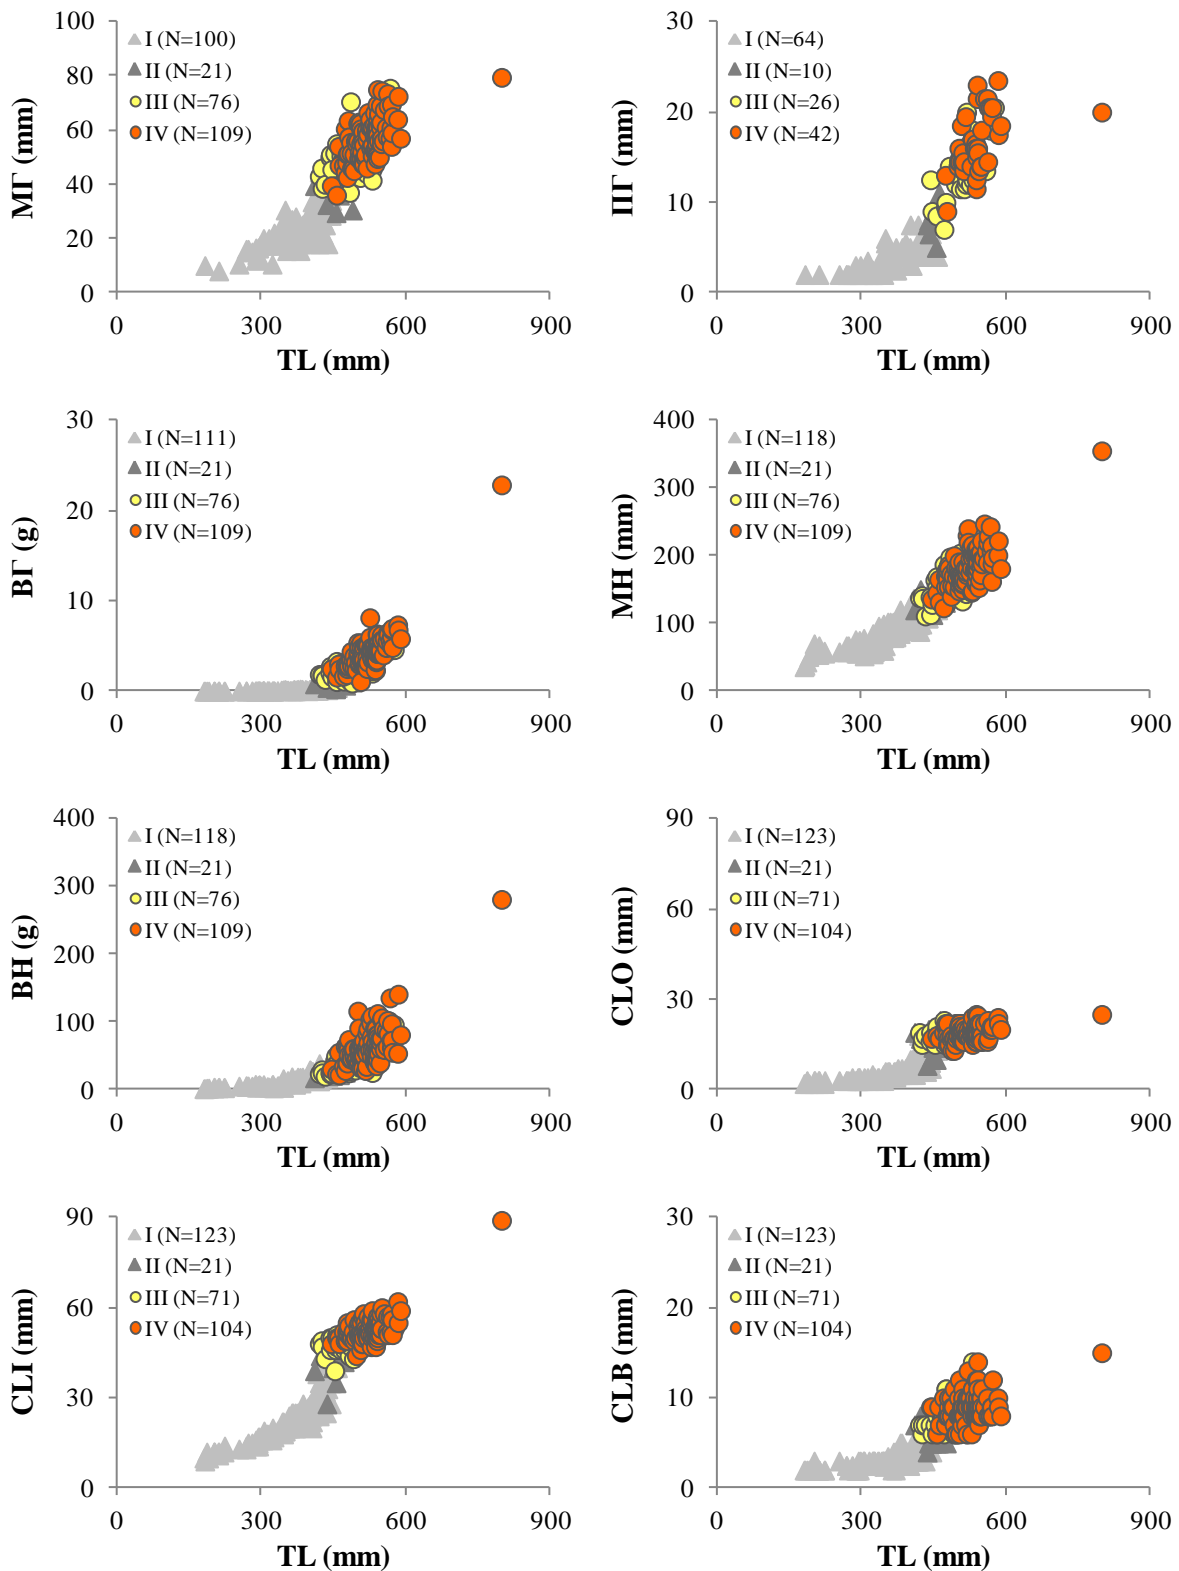 ΜΓ (mm)
100
80
60
40
20
0
I (N=100)
II (N=21)
III (N=76)
IV (N=109)
0 300 600 900
TL (mm)
ΠΓ (mm)
30
20
10
0
I (N=64)
II (N=10)
III (N=26)
IV (N=42)
0 300 600 900
TL (mm)
ΒΓ (g)
30
20
10
0
I (N=111)
II (N=21)
III (N=76)
IV (N=109)
0 300 600 900
TL (mm)
ΜΗ (mm)
400
300
200
100
0
I (N=118)
II (N=21)
III (N=76)
IV (N=109)
0 300 600 900
TL (mm)
ΒΗ (g)
400
300
200
100
0
I (N=118)
II (N=21)
III (N=76)
IV (N=109)
0 300 600 900
TL (mm)
CLO (mm)
90
60
30
0
I (N=123)
II (N=21)
III (N=71)
IV (N=104)
0 300 600 900
TL (mm)
CLI (mm)
90
60
30
0
I (N=123)
II (N=21)
III (N=71)
IV (N=104)
0 300 600 900
TL (mm)
CLB (mm)
30
20
10
0
I (N=123)
II (N=21)
III (N=71)
IV (N=104)
0 300 600 900
TL (mm)